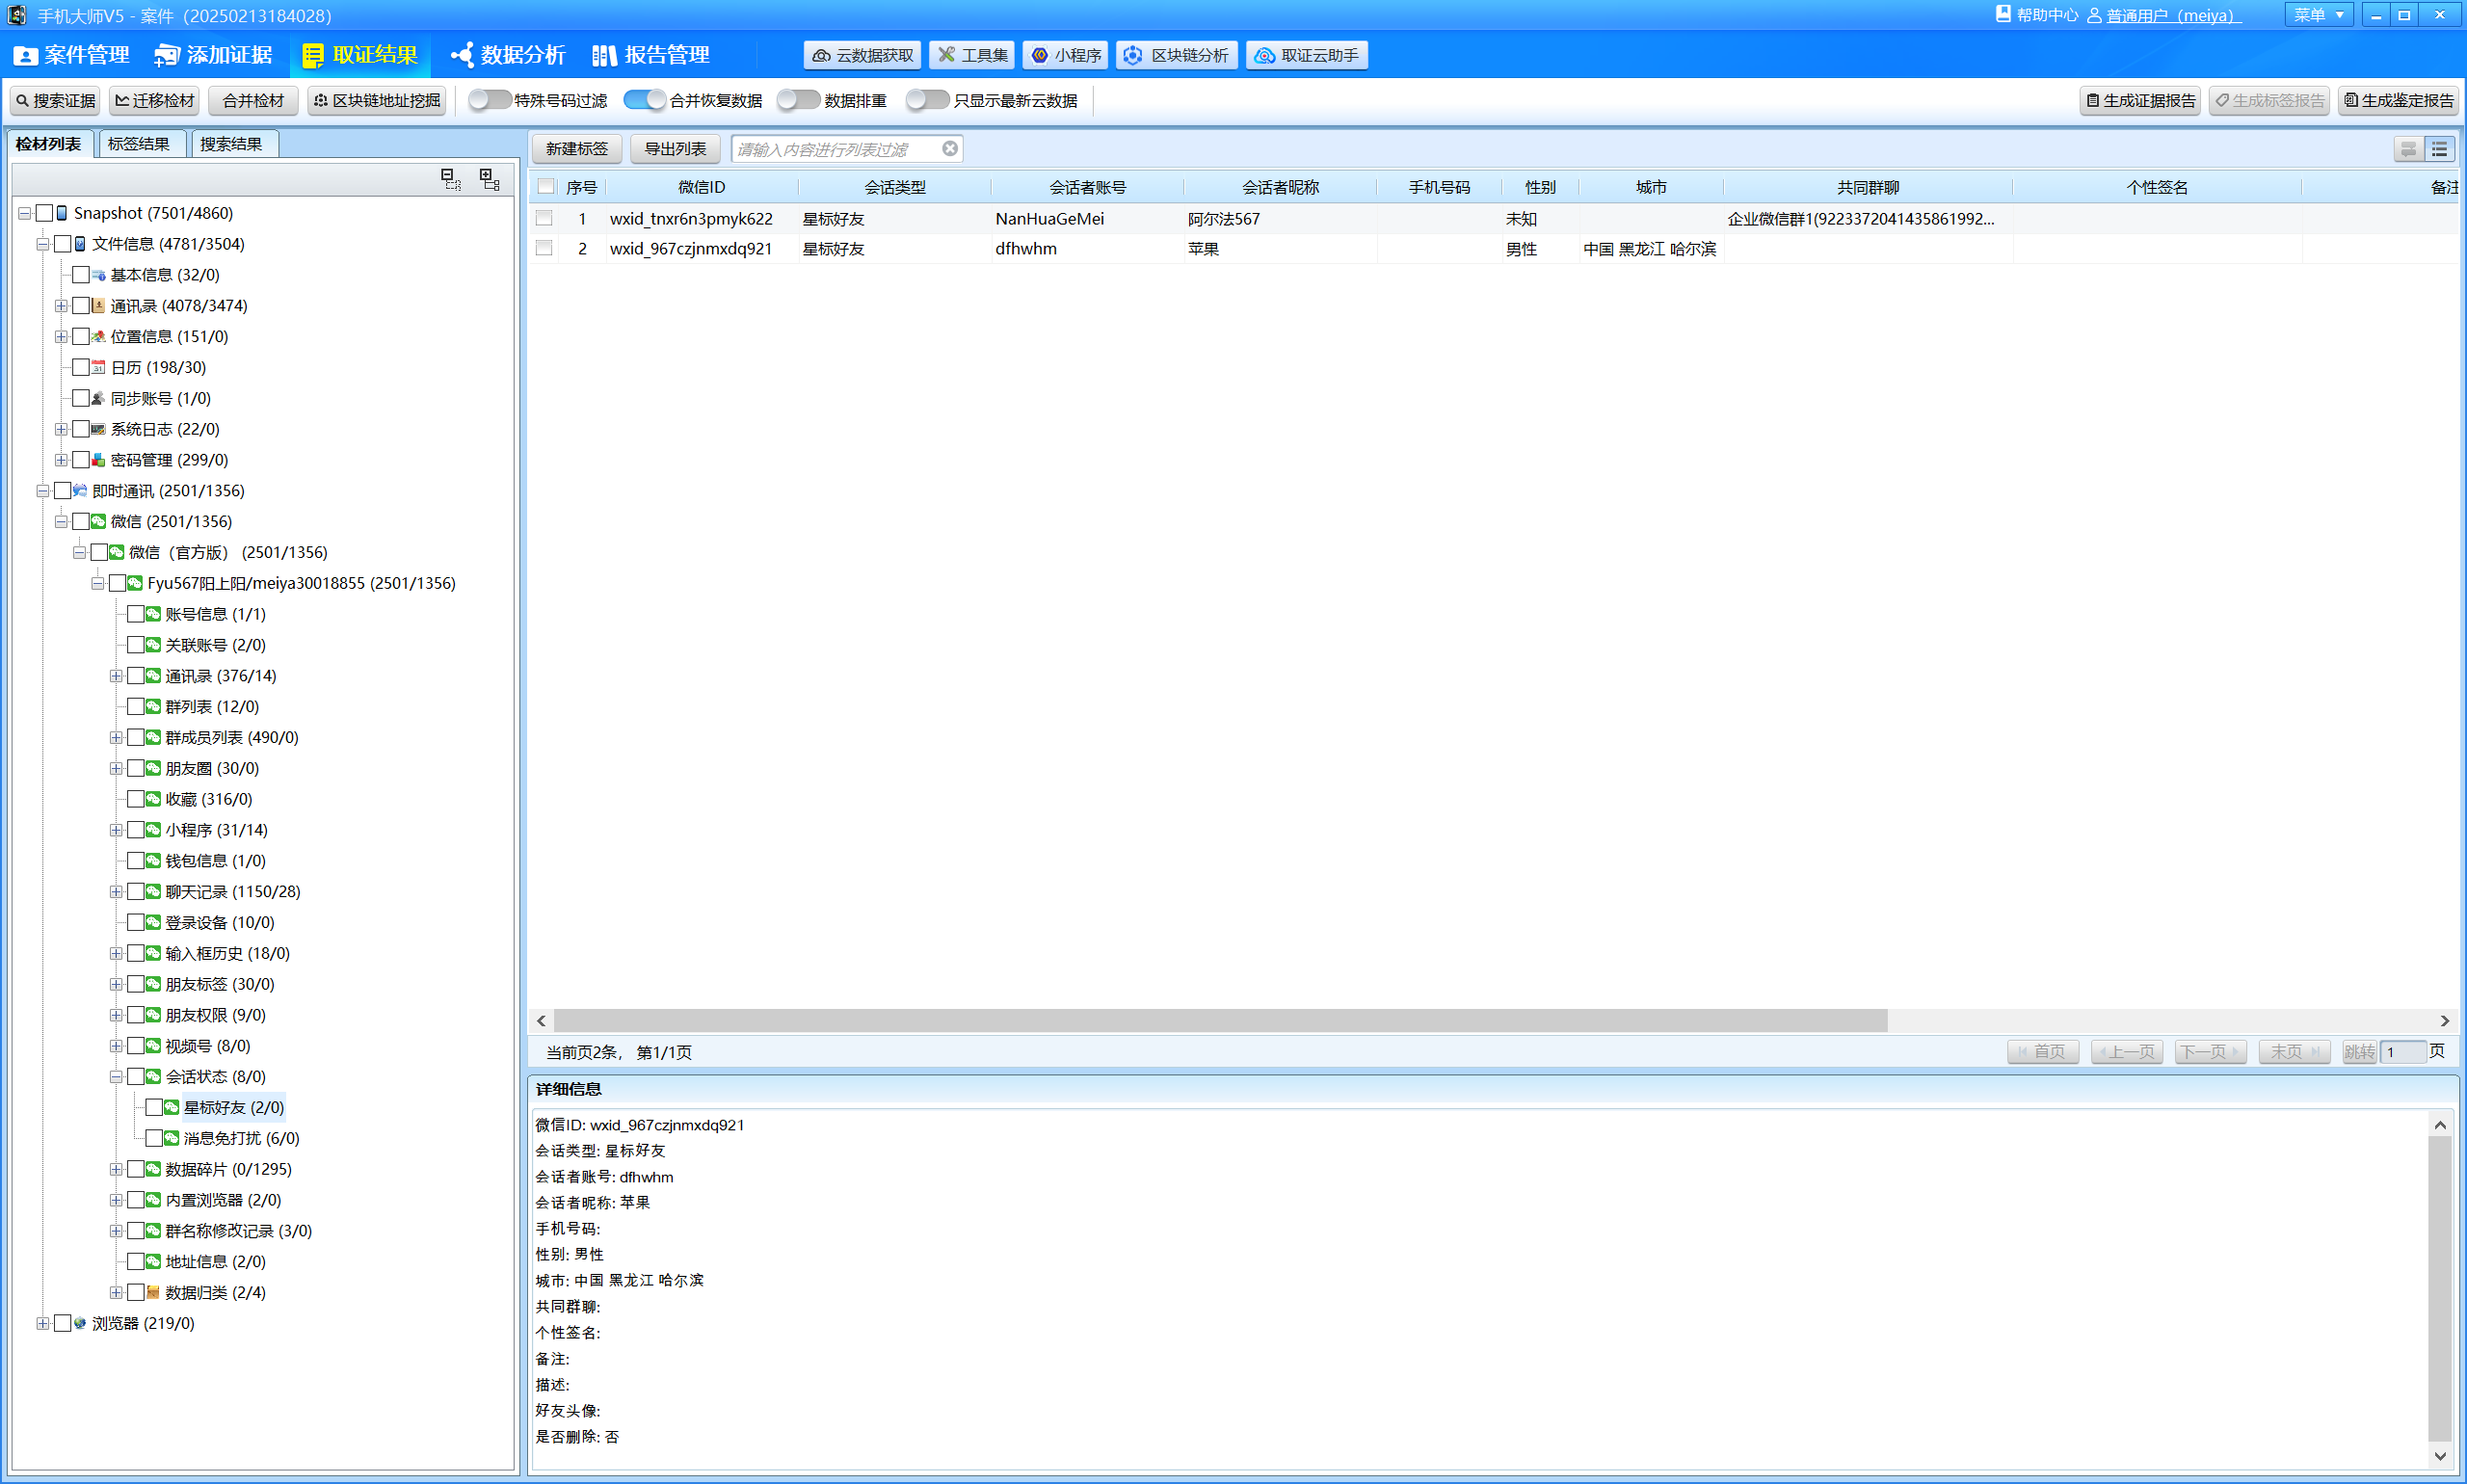 手机大师V5 - 案件（20250213184028）
帮助中心 普通用户（meiya） 菜单
案件管理 添加证据 取证结果 数据分析 报告管理 云数据获取 工具集 小程序 区块链分析 取证云助手
搜索证据 迁移检材 合并检材 区块链地址挖掘 特殊号码过滤 合并恢复数据 数据排重 只显示最新云数据 生成证据报告 生成标签报告 生成鉴定报告
检材列表 标签结果 搜索结果
Snapshot (7501/4860)
文件信息 (4781/3504)
基本信息 (32/0)
通讯录 (4078/3474)
位置信息 (151/0)
日历 (198/30)
同步账号 (1/0)
系统日志 (22/0)
密码管理 (299/0)
即时通讯 (2501/1356)
微信 (2501/1356)
微信（官方版） (2501/1356)
Fyu567阳上阳/meiya30018855 (2501/1356)
账号信息 (1/1)
关联账号 (2/0)
通讯录 (376/14)
群列表 (12/0)
群成员列表 (490/0)
朋友圈 (30/0)
收藏 (316/0)
小程序 (31/14)
钱包信息 (1/0)
聊天记录 (1150/28)
登录设备 (10/0)
输入框历史 (18/0)
朋友标签 (30/0)
朋友权限 (9/0)
视频号 (8/0)
会话状态 (8/0)
星标好友 (2/0)
消息免打扰 (6/0)
数据碎片 (0/1295)
内置浏览器 (2/0)
群名称修改记录 (3/0)
地址信息 (2/0)
数据归类 (2/4)
浏览器 (219/0)
新建标签 导出列表 请输入内容进行列表过滤
序号 微信ID 会话类型 会话者账号 会话者昵称 手机号码 性别 城市 共同群聊 个性签名 备注
1 wxid_tnxr6n3pmyk622 星标好友 NanHuaGeMei 阿尔法567 未知 企业微信群1(9223372041435861992...
2 wxid_967czjnmxdq921 星标好友 dfhwhm 苹果 男性 中国 黑龙江 哈尔滨
当前页2条， 第1/1页 首页 上一页 下一页 末页 跳转 1 页
详细信息
微信ID: wxid_967czjnmxdq921
会话类型: 星标好友
会话者账号: dfhwhm
会话者昵称: 苹果
手机号码:
性别: 男性
城市: 中国 黑龙江 哈尔滨
共同群聊:
个性签名:
备注:
描述:
好友头像:
是否删除: 否